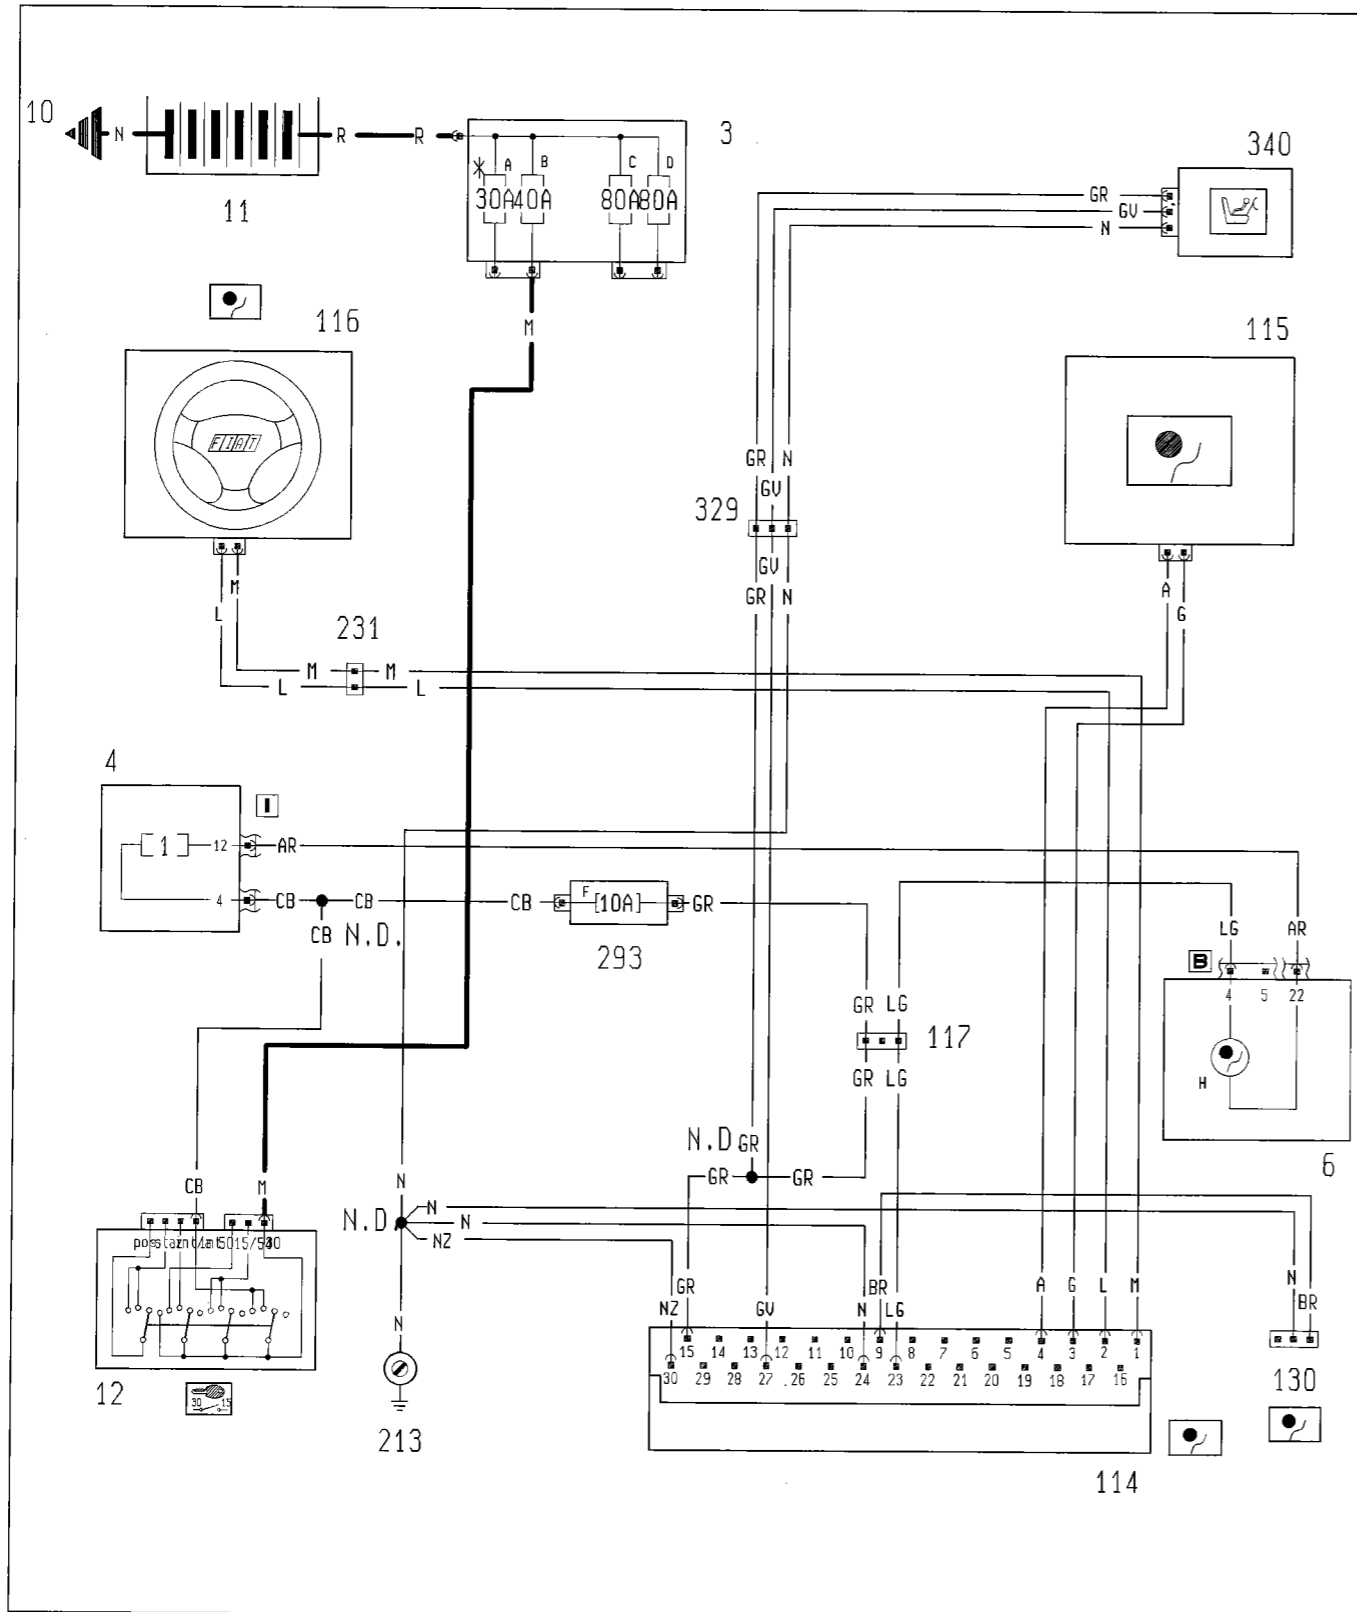 10
N
R
R
11
3
A
B
C
D
30A
40A
80A
80A
M
340
GR
GV
N
116
FIAT
115
GR
N
GV
329
GV
GR
N
M
L
A
G
231
M
M
L
L
4
I
1
12
AR
4
CB
CB
CB
F
[10A]
GR
CB
N.D.
293
LG
AR
B
4
5
22
H
6
GR
LG
117
GR
LG
N.D.
GR
GR
GR
CB
M
N
N.D.
N
N
NZ
12
30
15
N
213
GR
NZ
GV
N
BR
LG
A
G
L
M
N
BR
15
14
13
12
11
10
9
8
7
6
5
4
3
2
1
30
29
28
27
26
25
24
23
22
21
20
19
18
17
16
130
114